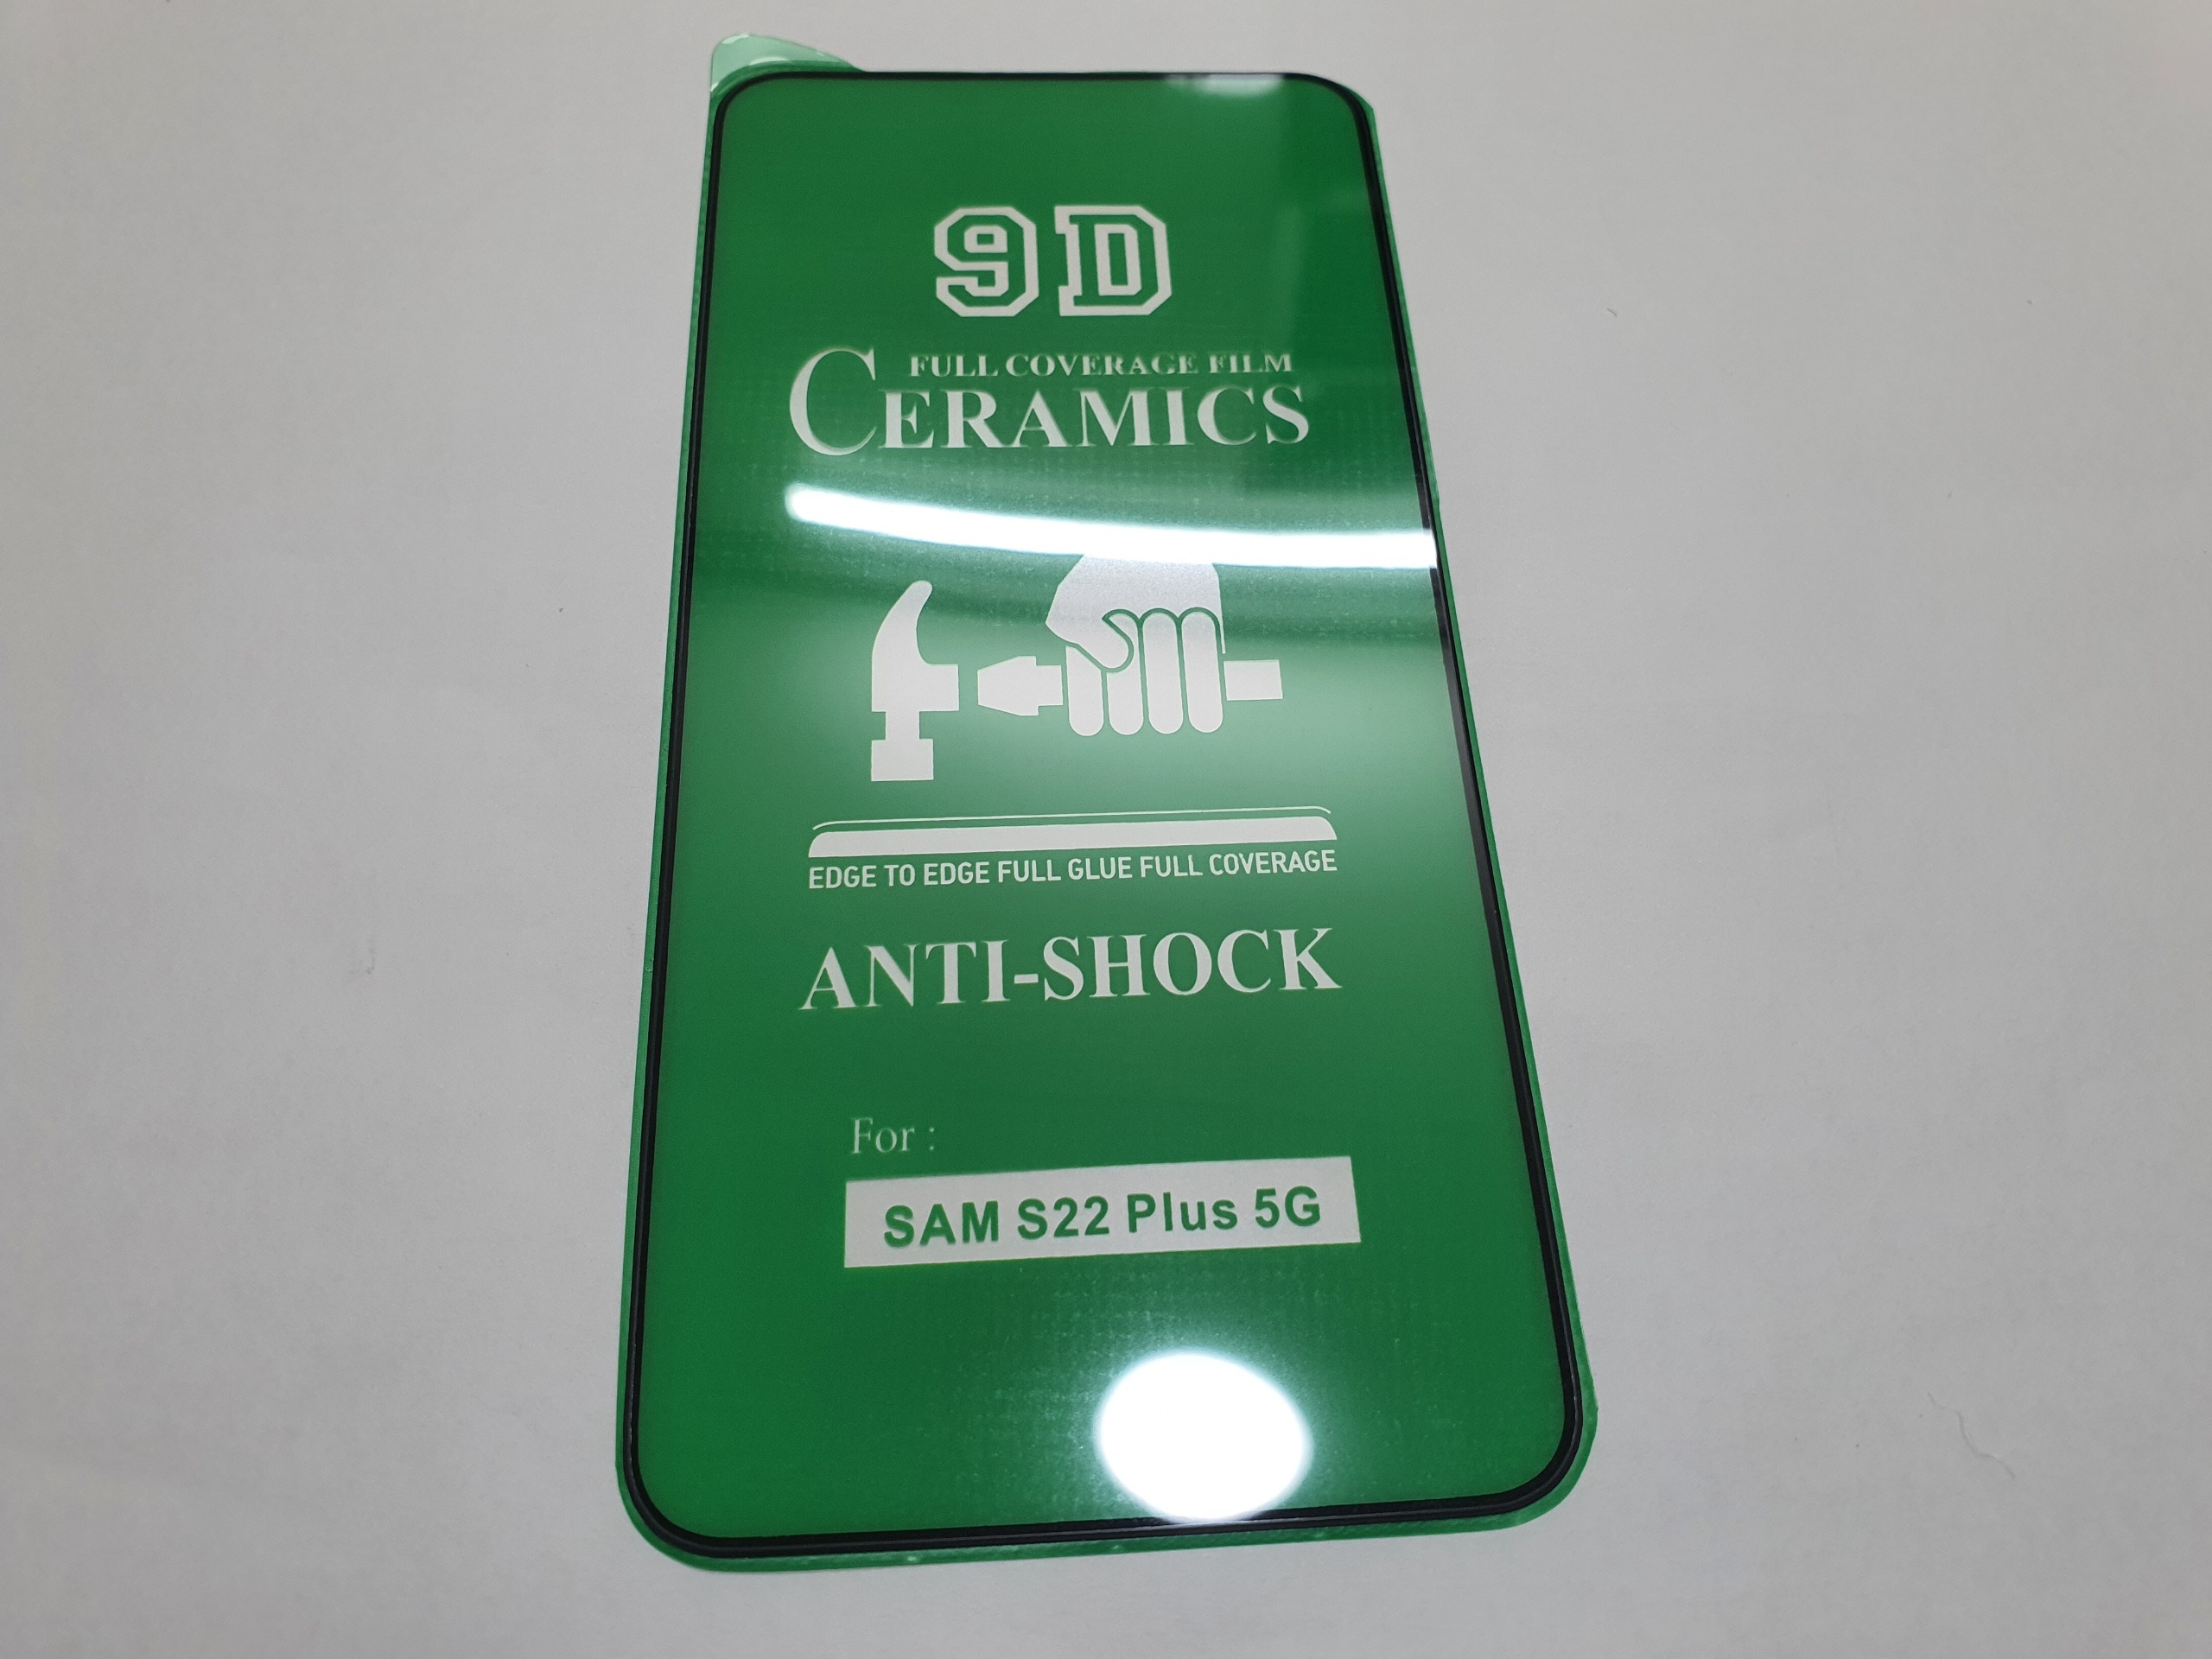 9D
FULL COVERAGE FILM
CERAMICS
EDGE TO EDGE FULL GLUE FULL COVERAGE
ANTI-SHOCK
For :
SAM S22 Plus 5G